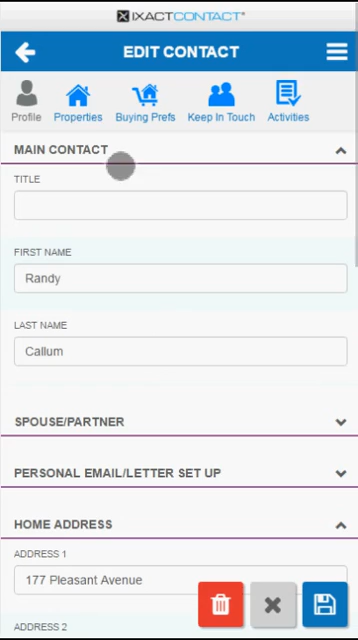 IXACTCONTACT®
EDIT CONTACT
Profile Properties Buying Prefs Keep In Touch Activities
MAIN CONTACT
TITLE
FIRST NAME
Randy
LAST NAME
Callum
SPOUSE/PARTNER
PERSONAL EMAIL/LETTER SET UP
HOME ADDRESS
ADDRESS 1
177 Pleasant Avenue
ADDRESS 2